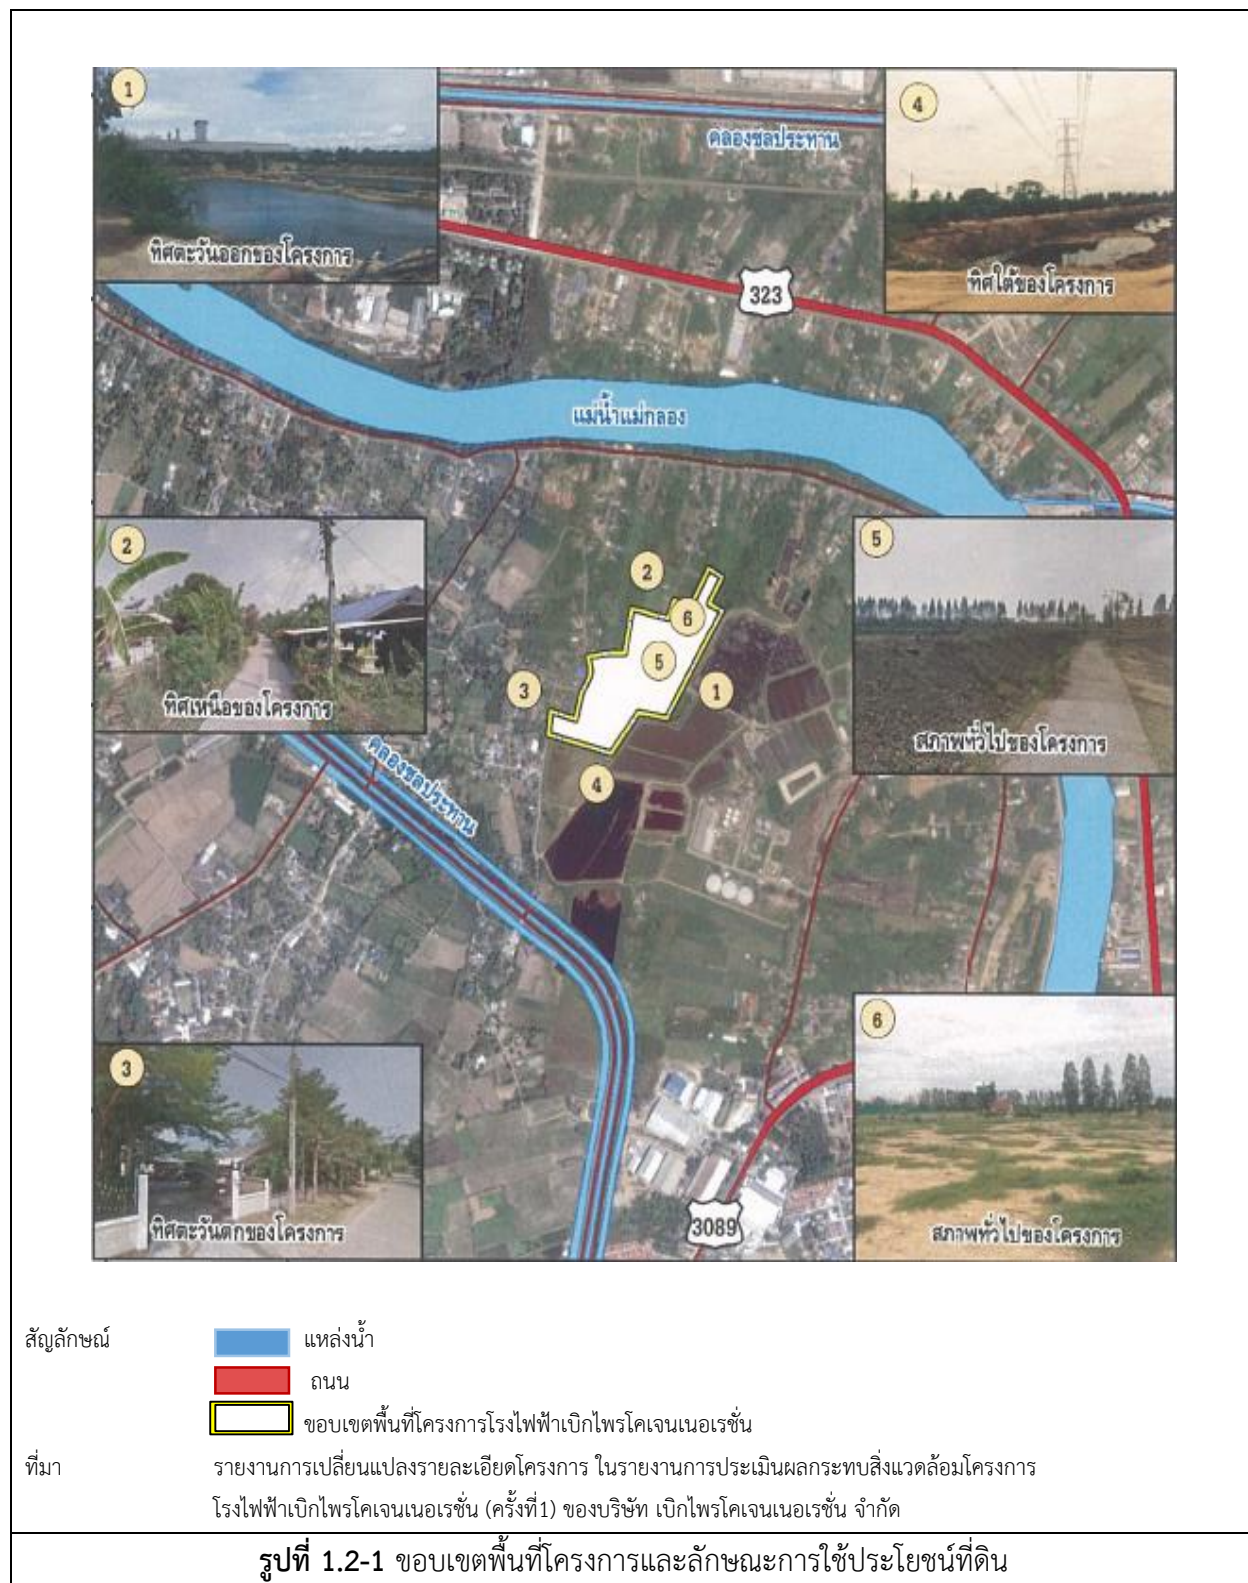 1
ทิศตะวันออกของโครงการ
คลองชลประทาน
4
ทิศใต้ของโครงการ
323
แม่น้ำแม่กลอง
2
ทิศเหนือของโครงการ
5
สภาพทั่วไปของโครงการ
2
6
5
3
1
4
คลองชลประทาน
3
ทิศตะวันตกของโครงการ
6
สภาพทั่วไปของโครงการ
3089
สัญลักษณ์
แหล่งน้ำ
ถนน
ขอบเขตพื้นที่โครงการโรงไฟฟ้าเบิกไพรโคเจนเนอเรชั่น
ที่มา รายงานการเปลี่ยนแปลงรายละเอียดโครงการ ในรายงานการประเมินผลกระทบสิ่งแวดล้อมโครงการ
โรงไฟฟ้าเบิกไพรโคเจนเนอเรชั่น (ครั้งที่1) ของบริษัท เบิกไพรโคเจนเนอเรชั่น จำกัด
รูปที่ 1.2-1 ขอบเขตพื้นที่โครงการและลักษณะการใช้ประโยชน์ที่ดิน